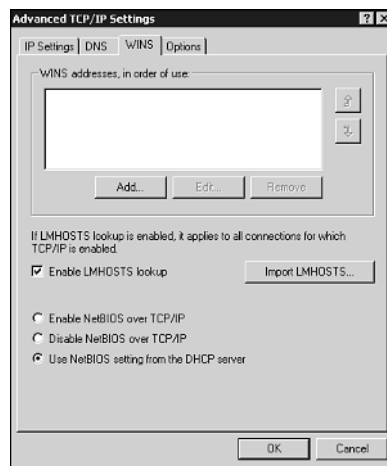 Advanced TCP/IP Settings
IP Settings DNS WINS Options
WINS addresses, in order of use:
Add... Edit... Remove
If LMHOSTS lookup is enabled, it applies to all connections for which
TCP/IP is enabled.
Enable LMHOSTS lookup Import LMHOSTS...
Enable NetBIOS over TCP/IP
Disable NetBIOS over TCP/IP
Use NetBIOS setting from the DHCP server
OK Cancel